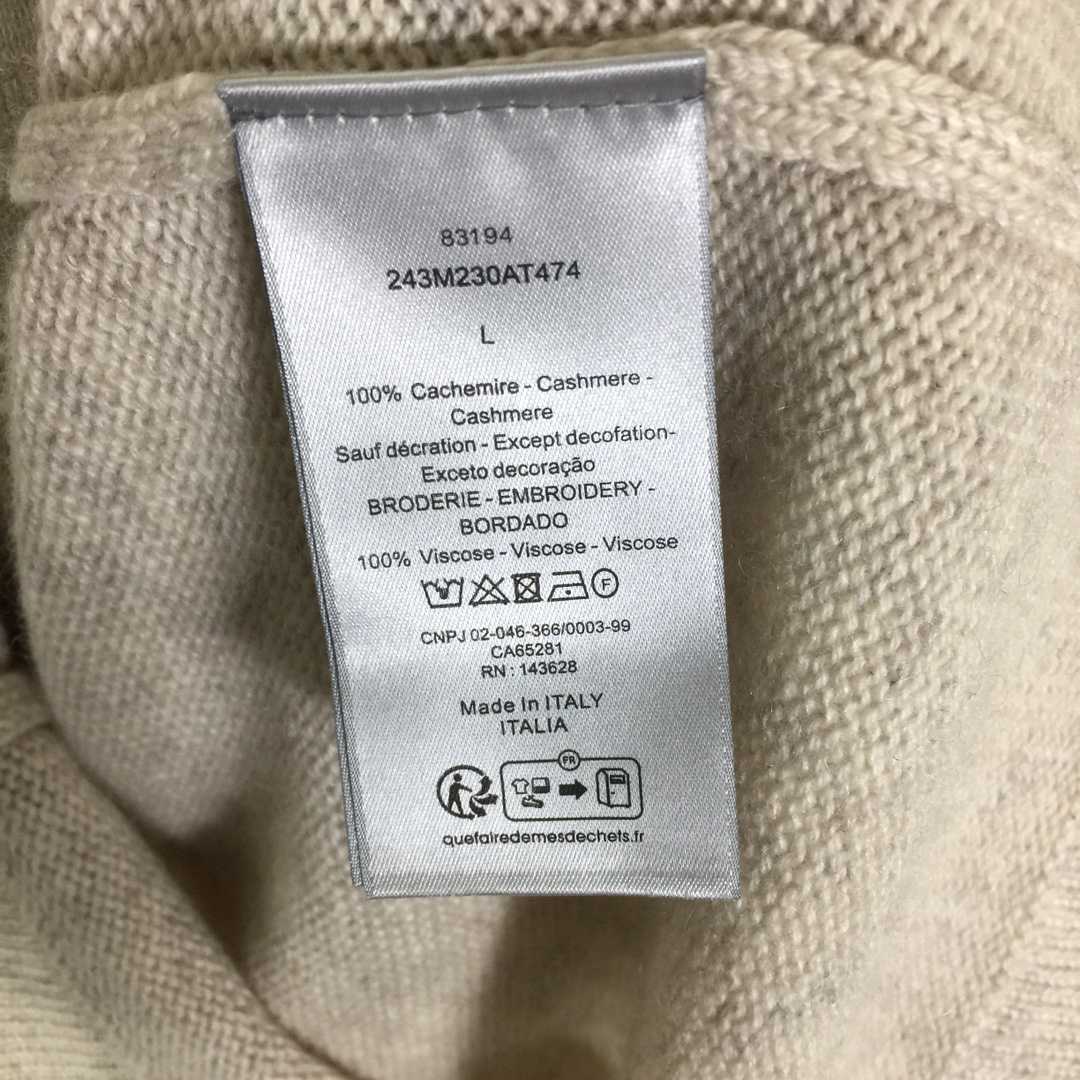 83194
243M230AT474
L
100% Cachemire - Cashmere -
Cashmere
Sauf décration - Except decofation-
Exceto decoração
BRODERIE - EMBROIDERY -
BORDADO
100% Viscose - Viscose - Viscose
F
CNPJ 02-046-366/0003-99
CA65281
RN : 143628
Made In ITALY
ITALIA
FR
quefairedemesdechets.fr